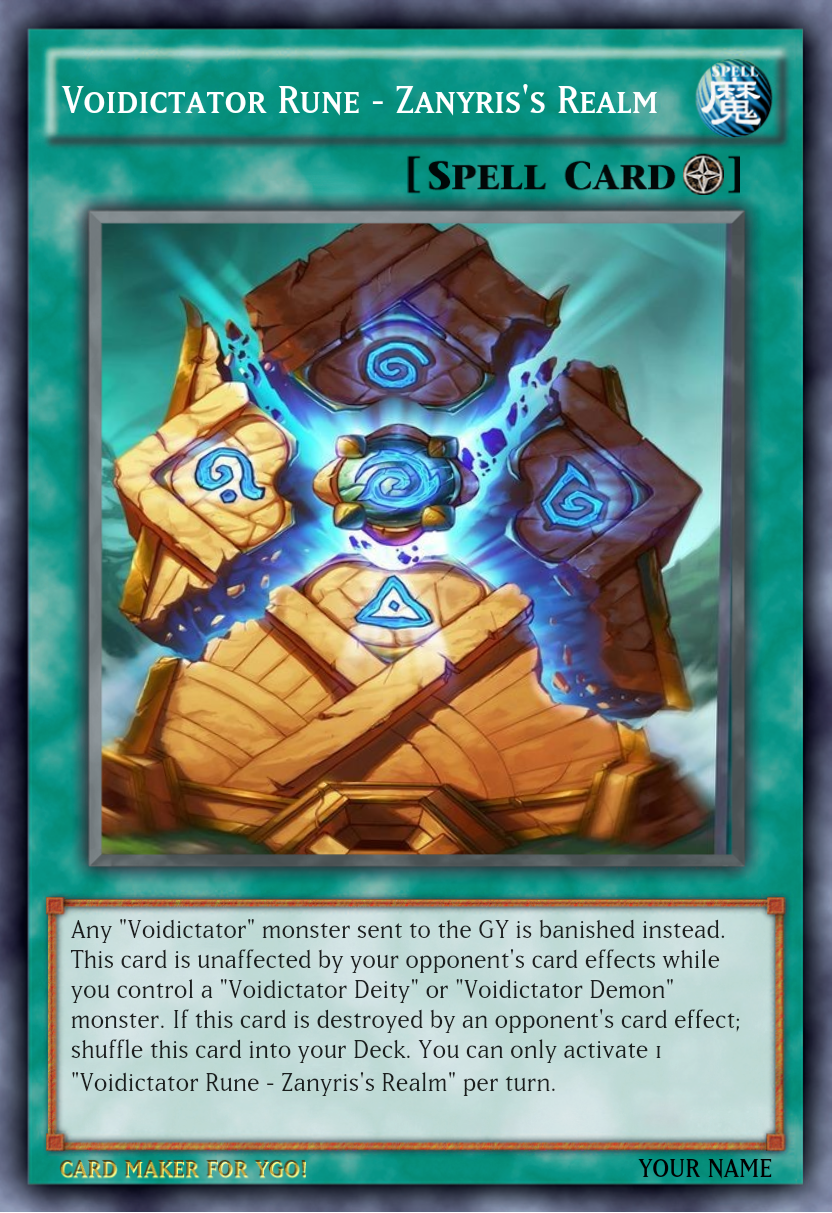 Voidictator Rune - Zanyris's Realm
SPELL
魔
[Spell Card]
Any "Voidictator" monster sent to the GY is banished instead.
This card is unaffected by your opponent's card effects while
you control a "Voidictator Deity" or "Voidictator Demon"
monster. If this card is destroyed by an opponent's card effect;
shuffle this card into your Deck. You can only activate 1
"Voidictator Rune - Zanyris's Realm" per turn.
CARD MAKER FOR YGO!
YOUR NAME